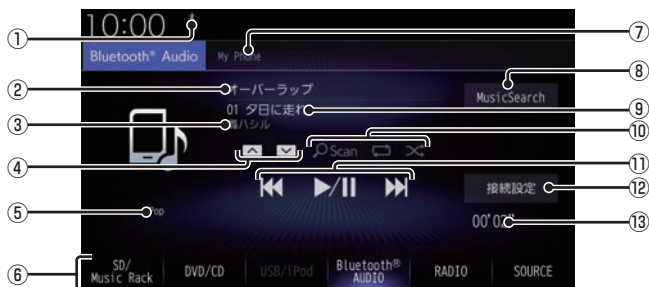 10:00
① ⑦
Bluetooth® Audio My Phone
② オーバーラップ ⑧
MusicSearch
01 夕日に走れ ⑨
③ ハシル ⑩
④ Scan ⑪
接続設定 ⑫
⑤ Pop 00'02" ⑬
⑥ SD/Music Rack DVD/CD USB/iPod Bluetooth® AUDIO RADIO SOURCE